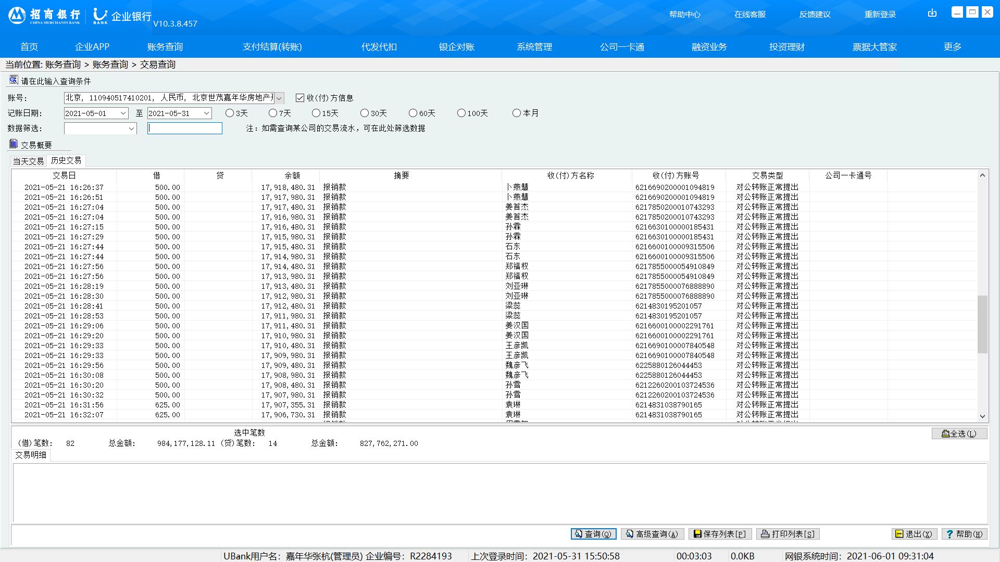 招商银行 CHINA MERCHANTS BANK U BANK 企业银行 V10.3.8.457 帮助中心 在线客服 反馈建议 重新登录
首页 企业APP 账务查询 支付结算(转账) 代发代扣 银企对账 系统管理 公司一卡通 融资业务 投资理财 票据大管家 更多
当前位置: 账务查询 > 账务查询 > 交易查询
请在此输入查询条件
账号: 北京, 110940517410201, 人民币, 北京世茂嘉年华房地产 收(付)方信息
记账日期: 2021-05-01 至 2021-05-31 3天 7天 15天 30天 60天 100天 本月
数据筛选: 注：如需查询某公司的交易流水，可在此处筛选数据
交易概要
当天交易 历史交易
交易日 借 贷 余额 摘要 收(付)方名称 收(付)方账号 交易类型 公司一卡通号
2021-05-21 16:26:37 500.00 17,918,480.31 报销款 卜燕慧 6216690200001094819 对公转账正常提出
2021-05-21 16:26:51 500.00 17,917,980.31 报销款 卜燕慧 6216690200001094819 对公转账正常提出
2021-05-21 16:27:04 500.00 17,917,480.31 报销款 姜首杰 6217850200010743293 对公转账正常提出
2021-05-21 16:27:04 500.00 17,916,980.31 报销款 姜首杰 6217850200010743293 对公转账正常提出
2021-05-21 16:27:15 500.00 17,916,480.31 报销款 孙霖 6216630100000185431 对公转账正常提出
2021-05-21 16:27:29 500.00 17,915,980.31 报销款 孙霖 6216630100000185431 对公转账正常提出
2021-05-21 16:27:44 500.00 17,915,480.31 报销款 石东 6216600100009315506 对公转账正常提出
2021-05-21 16:27:44 500.00 17,914,980.31 报销款 石东 6216600100009315506 对公转账正常提出
2021-05-21 16:27:56 500.00 17,914,480.31 报销款 郑福权 6217855000054910849 对公转账正常提出
2021-05-21 16:27:56 500.00 17,913,980.31 报销款 郑福权 6217855000054910849 对公转账正常提出
2021-05-21 16:28:19 500.00 17,913,480.31 报销款 刘亚琳 6217855000076888890 对公转账正常提出
2021-05-21 16:28:30 500.00 17,912,980.31 报销款 刘亚琳 6217855000076888890 对公转账正常提出
2021-05-21 16:28:41 500.00 17,912,480.31 报销款 梁蕊 6214830195201057 对公转账正常提出
2021-05-21 16:28:53 500.00 17,911,980.31 报销款 梁蕊 6214830195201057 对公转账正常提出
2021-05-21 16:29:06 500.00 17,911,480.31 报销款 姜汉国 6216600100002291761 对公转账正常提出
2021-05-21 16:29:20 500.00 17,910,980.31 报销款 姜汉国 6216600100002291761 对公转账正常提出
2021-05-21 16:29:33 500.00 17,910,480.31 报销款 王彦凯 6216690100007840548 对公转账正常提出
2021-05-21 16:29:33 500.00 17,909,980.31 报销款 王彦凯 6216690100007840548 对公转账正常提出
2021-05-21 16:29:56 500.00 17,909,480.31 报销款 魏彦飞 6225880126044453 对公转账正常提出
2021-05-21 16:30:08 500.00 17,908,980.31 报销款 魏彦飞 6225880126044453 对公转账正常提出
2021-05-21 16:30:20 500.00 17,908,480.31 报销款 孙雪 6212260200103724536 对公转账正常提出
2021-05-21 16:30:32 500.00 17,907,980.31 报销款 孙雪 6212260200103724536 对公转账正常提出
2021-05-21 16:31:56 625.00 17,907,355.31 报销款 袁琳 6214831038790165 对公转账正常提出
2021-05-21 16:32:07 625.00 17,906,730.31 报销款 袁琳 6214831038790165 对公转账正常提出
选中笔数 全选(L)
(借)笔数: 82 总金额: 984,177,128.11 (贷)笔数: 14 总金额: 827,762,271.00
交易明细
查询(Q) 高级查询(A) 保存列表[P] 打印列表[S] 退出(X) 帮助(H)
UBank用户名: 嘉年华张杭(管理员) 企业编号: R2284193 上次登录时间: 2021-05-31 15:50:58 00:03:03 0.0KB 网银系统时间: 2021-06-01 09:31:04